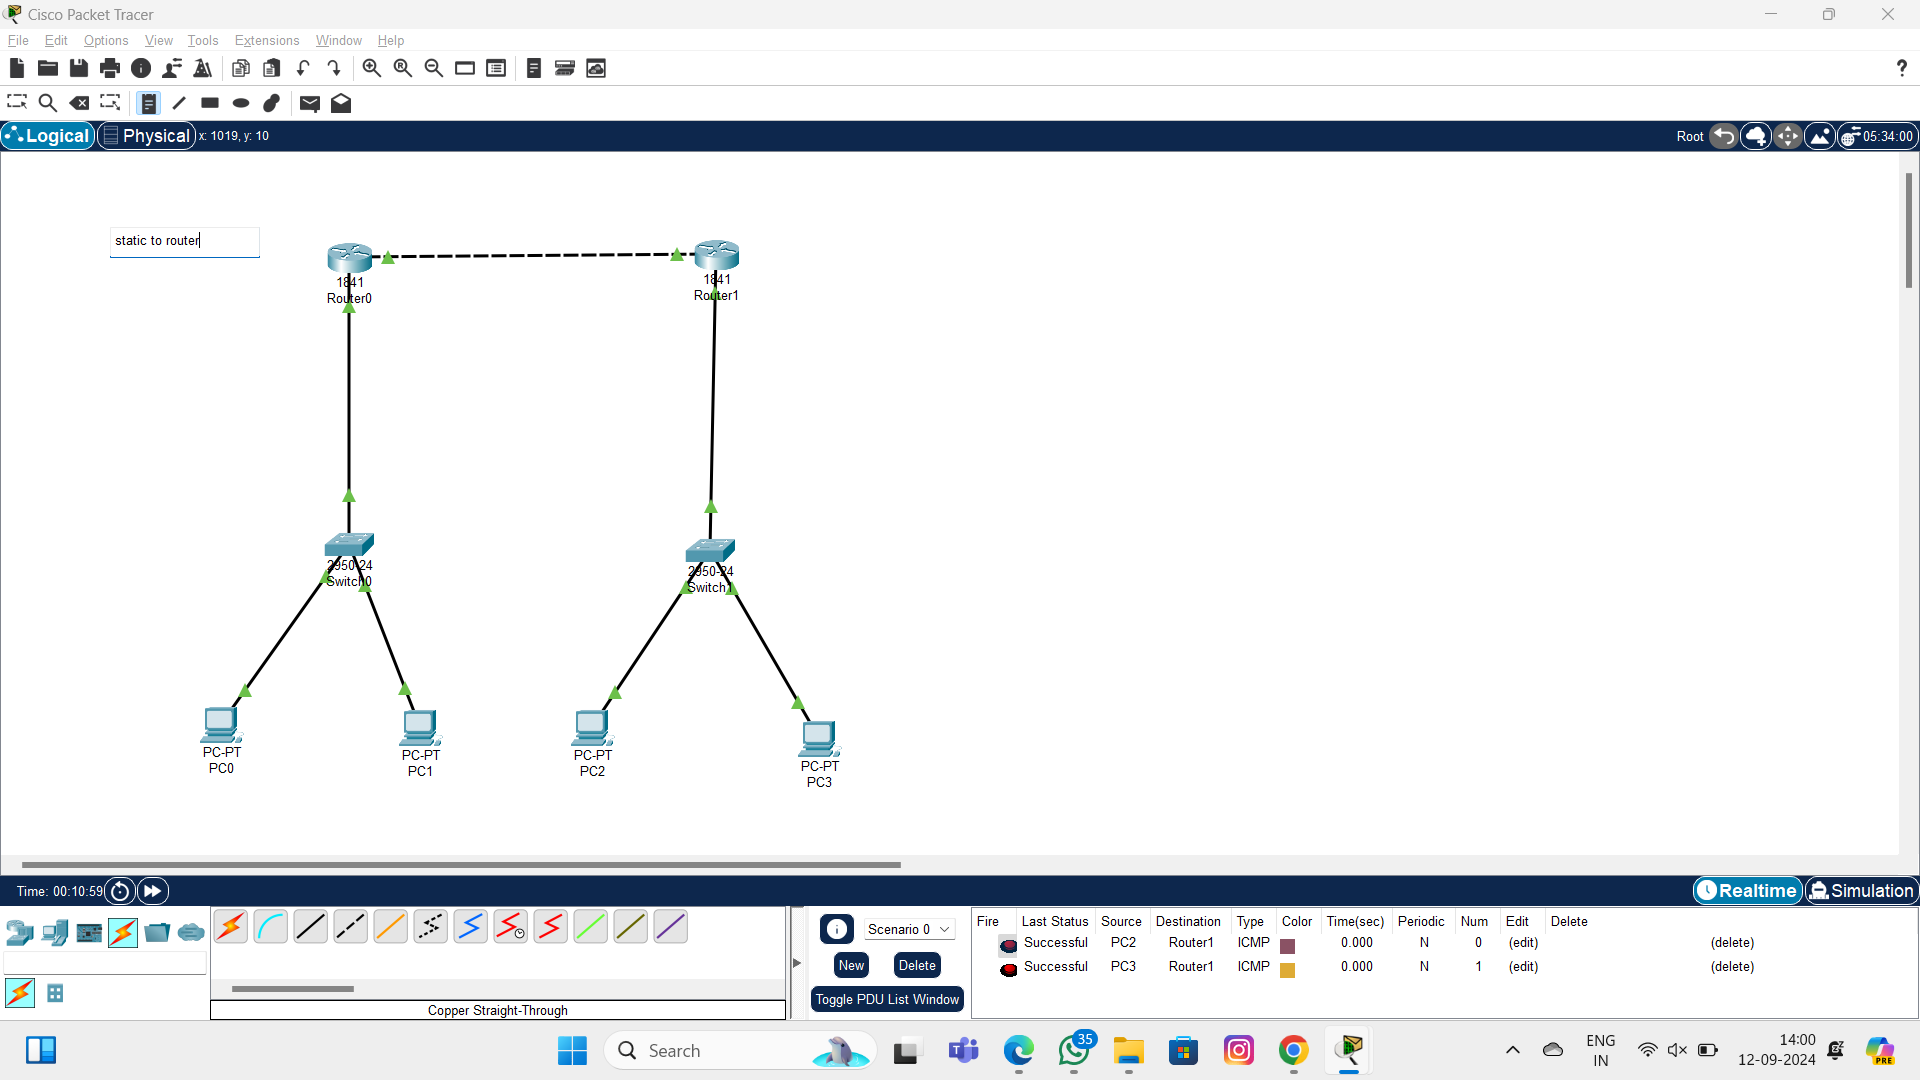 Cisco Packet Tracer
File Edit Options View Tools Extensions Window Help
?
Logical Physical x: 1019, y: 10 Root 05:34:00
static to router
1841
Router0
1841
Router1
2950-24
Switch0
2950-24
Switch1
PC-PT
PC0
PC-PT
PC1
PC-PT
PC2
PC-PT
PC3
Time: 00:10:59 Realtime Simulation
Scenario 0
New Delete
Toggle PDU List Window
Fire Last Status Source Destination Type Color Time(sec) Periodic Num Edit Delete
Successful PC2 Router1 ICMP 0.000 N 0 (edit) (delete)
Successful PC3 Router1 ICMP 0.000 N 1 (edit) (delete)
Copper Straight-Through
Search
35
ENG
IN
14:00
12-09-2024
PRE